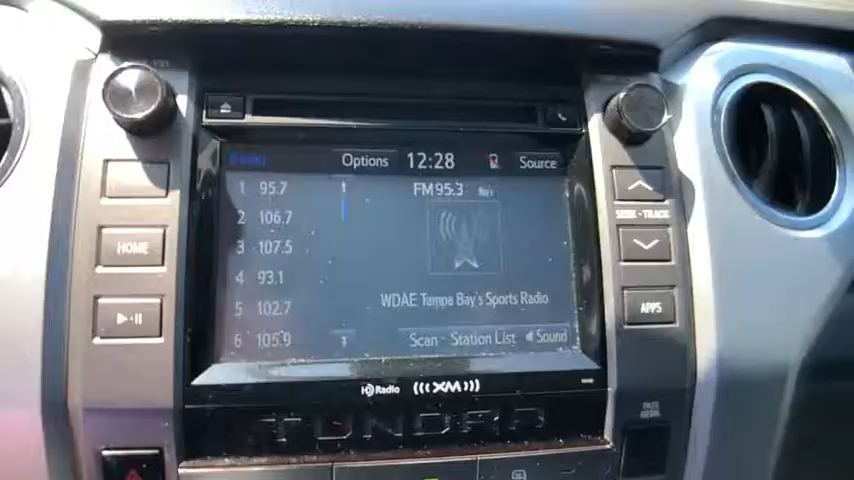 Options 12:28 Source
1 95.7 FM 95.3
2 106.7
3 107.5
4 93.1
5 102.7
6 105.9
WDAE Tampa Bay's Sports Radio
Scan Station List Sound
HOME
SEEK · TRACK
APPS
HD Radio XM
TUNDRA